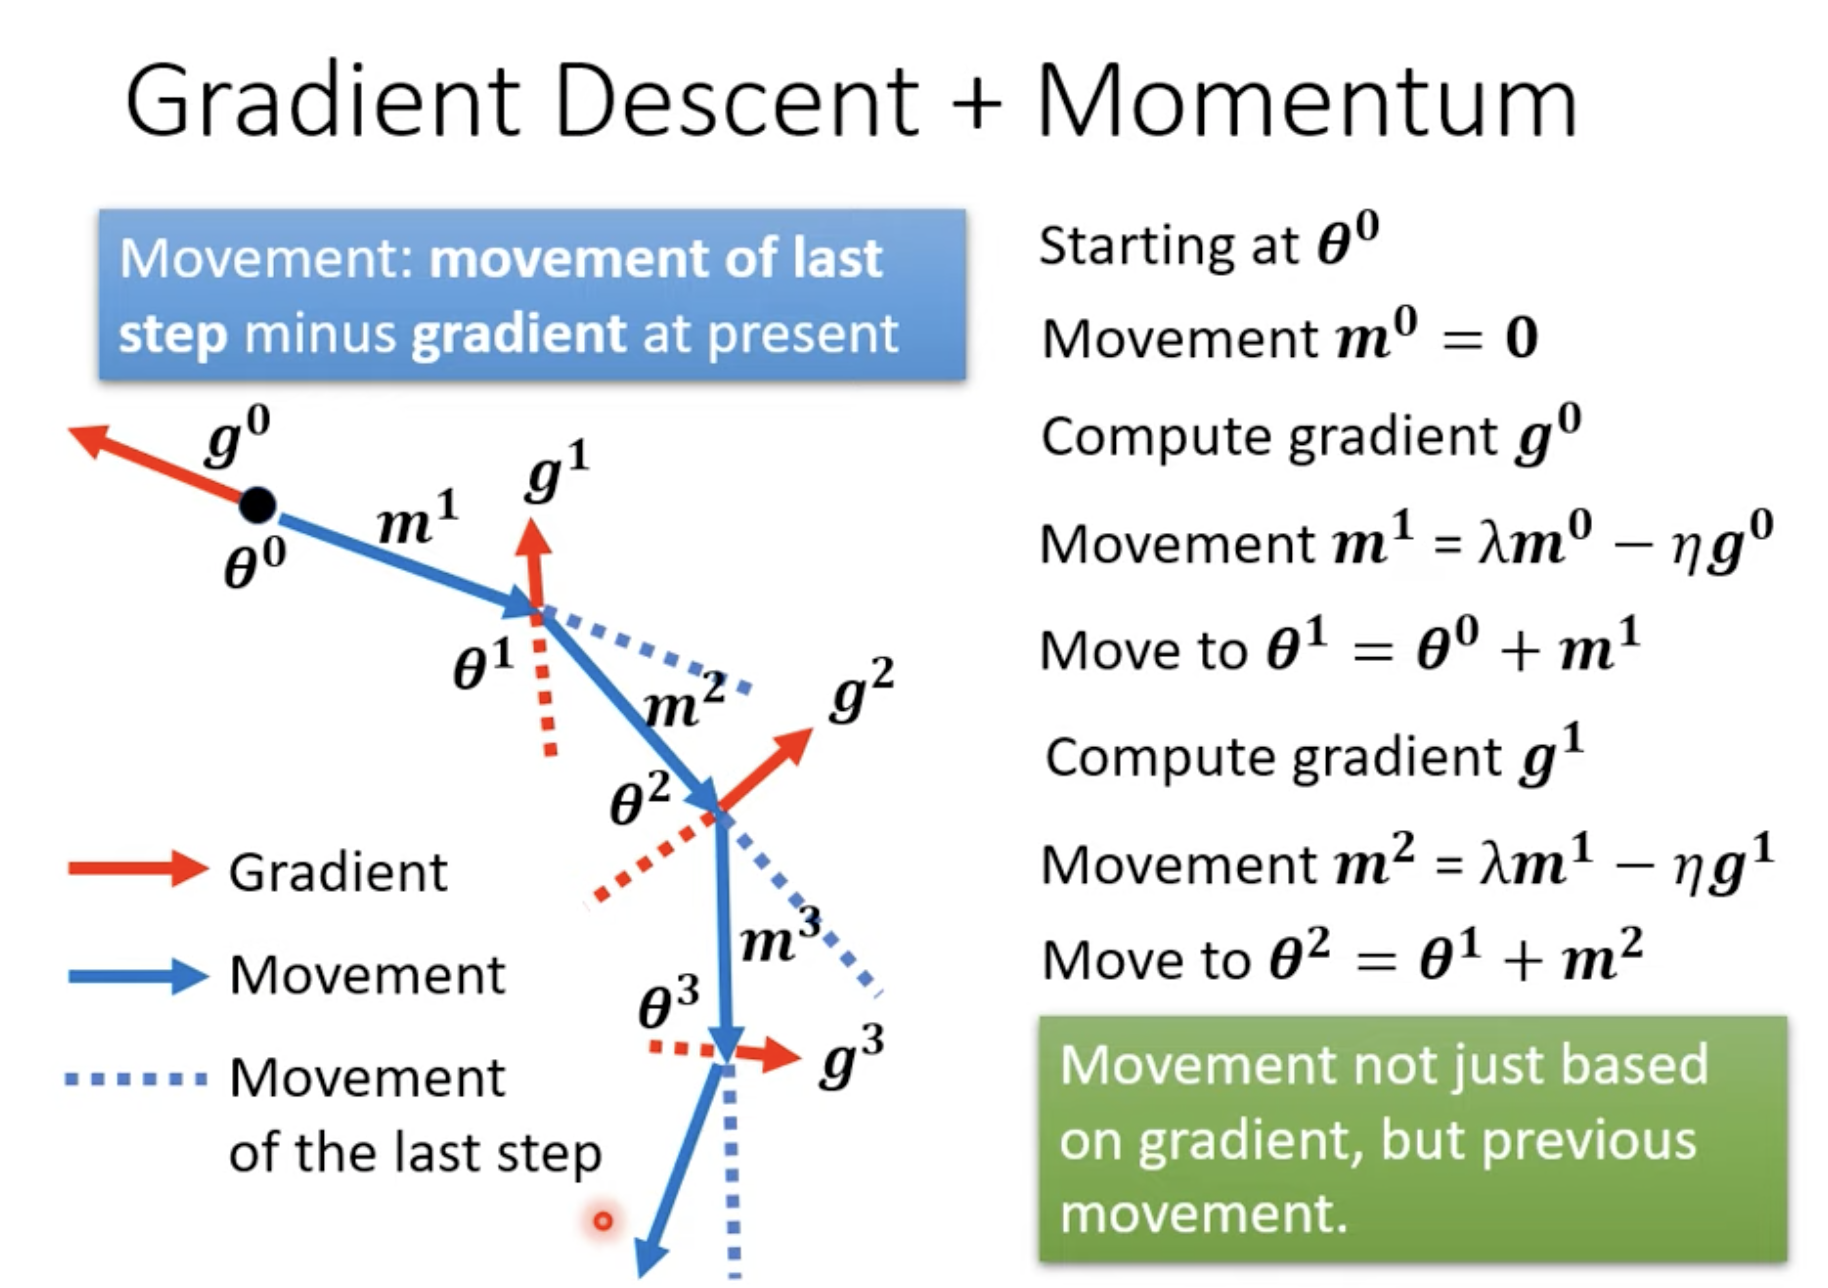 Gradient Descent + Momentum
Movement: movement of last
step minus gradient at present
Starting at θ⁰
Movement m⁰ = 0
Compute gradient g⁰
Movement m¹ = λm⁰ − ηg⁰
Move to θ¹ = θ⁰ + m¹
Compute gradient g¹
Movement m² = λm¹ − ηg¹
Move to θ² = θ¹ + m²
Movement not just based
on gradient, but previous
movement.
g⁰
θ⁰
m¹
g¹
θ¹
m²
g²
θ²
m³
θ³
g³
Gradient
Movement
Movement
of the last step